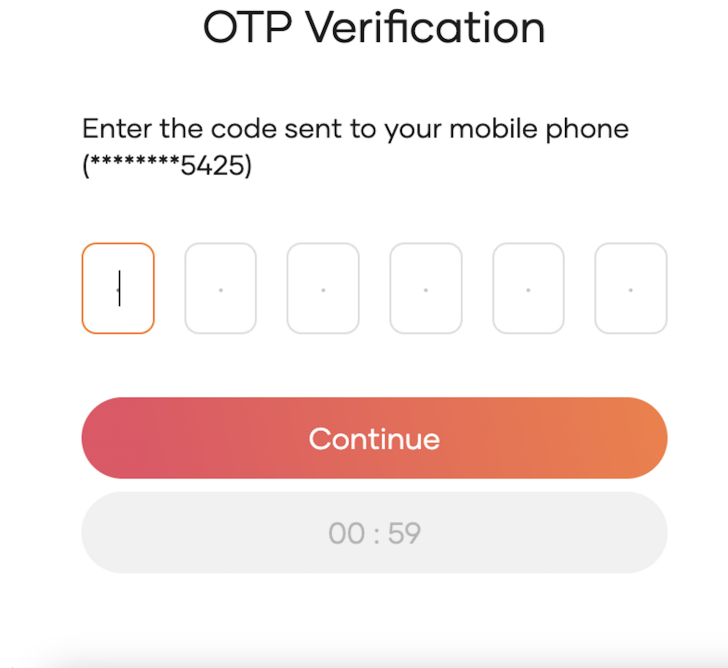 OTP Verification
Enter the code sent to your mobile phone
(********5425)
Continue
00 : 59